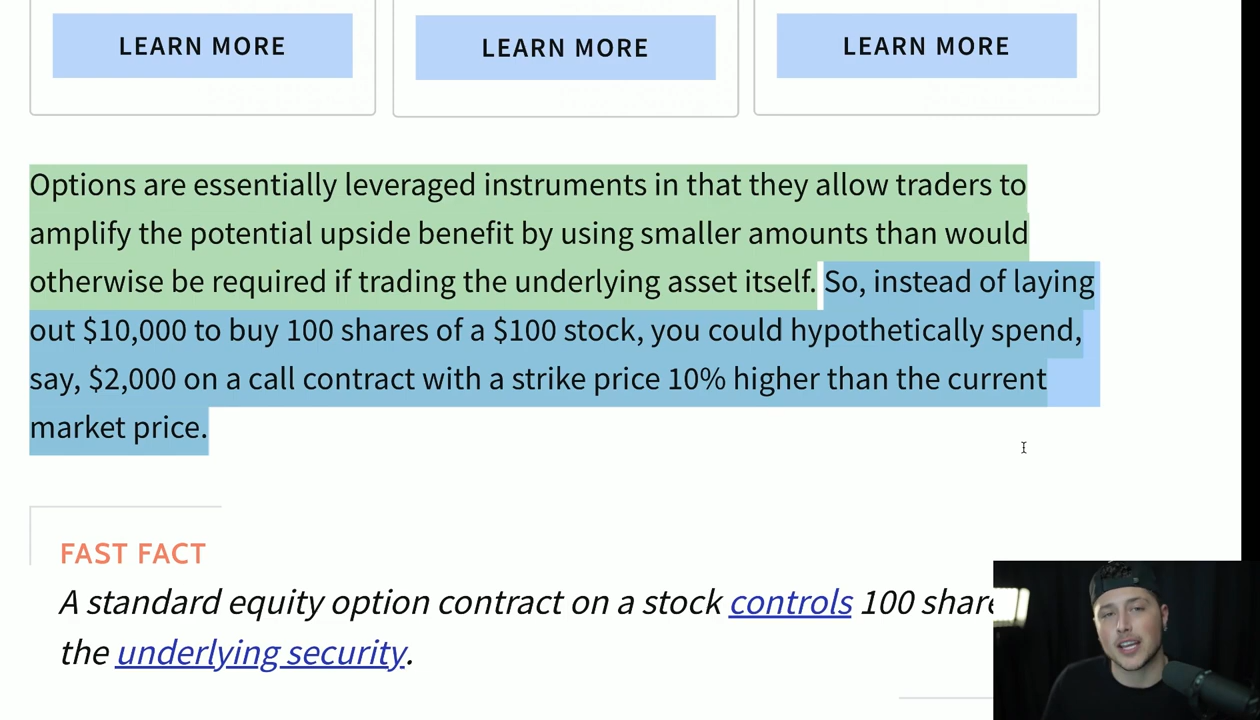 LEARN MORE LEARN MORE LEARN MORE
Options are essentially leveraged instruments in that they allow traders to
amplify the potential upside benefit by using smaller amounts than would
otherwise be required if trading the underlying asset itself. So, instead of laying
out $10,000 to buy 100 shares of a $100 stock, you could hypothetically spend,
say, $2,000 on a call contract with a strike price 10% higher than the current
market price.
FAST FACT
A standard equity option contract on a stock controls 100 share
the underlying security.